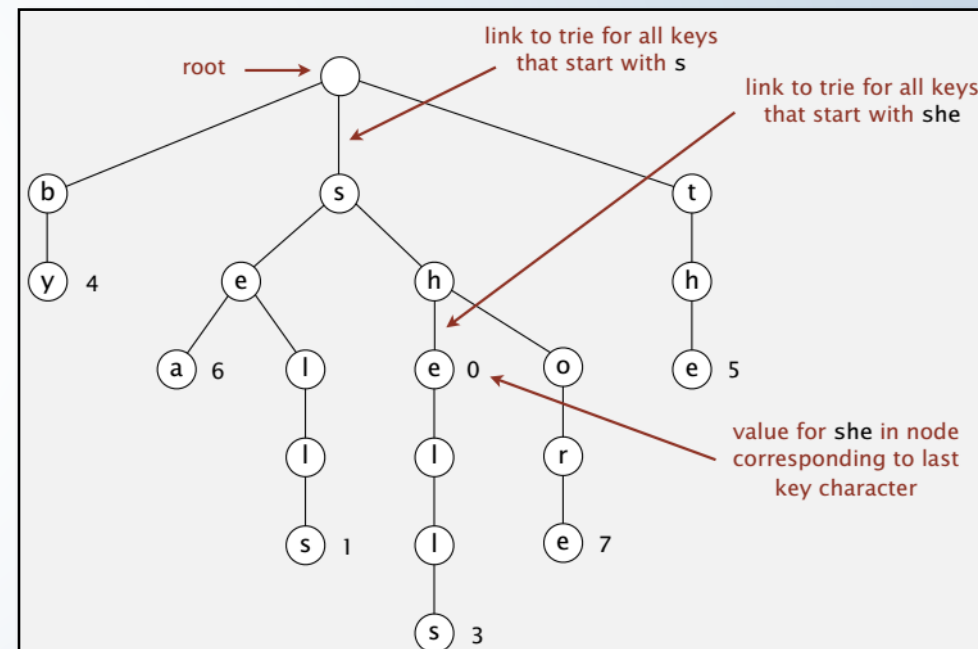 link to trie for all keys
that start with s
root
link to trie for all keys
that start with she
b
s
t
y 4
e
h
h
a 6
l
e 0
o
e 5
l
l
r
value for she in node
corresponding to last
key character
s 1
l
e 7
s 3